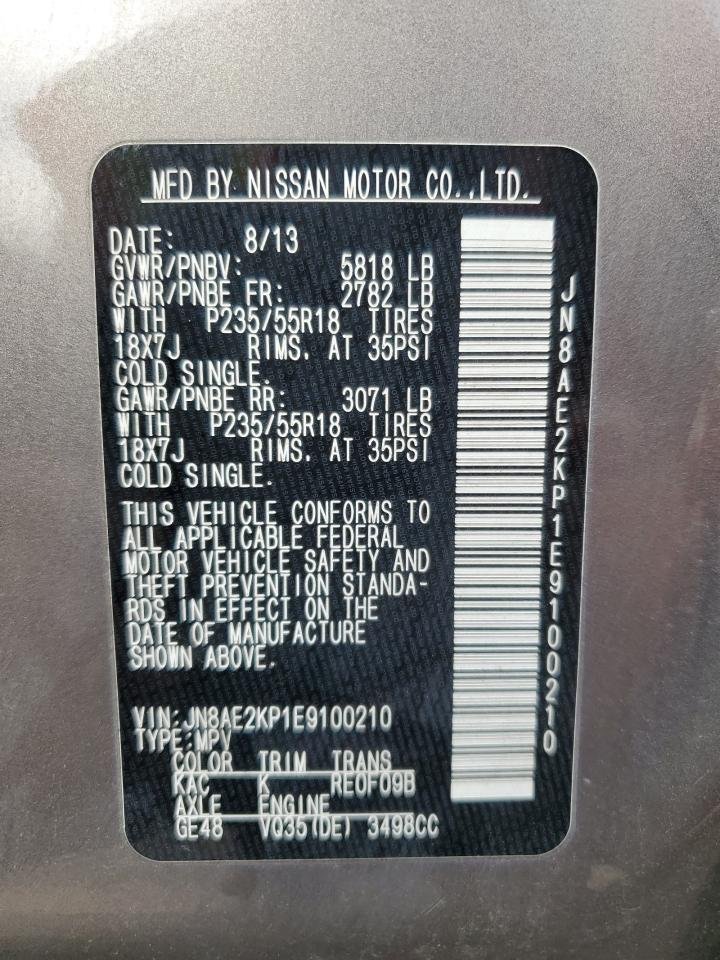 MFD BY NISSAN MOTOR CO.,LTD.
DATE: 8/13
GVWR/PNBV: 5818 LB
GAWR/PNBE FR: 2782 LB
WITH P235/55R18 TIRES
18X7J RIMS. AT 35PSI
COLD SINGLE.
GAWR/PNBE RR: 3071 LB
WITH P235/55R18 TIRES
18X7J RIMS. AT 35PSI
COLD SINGLE.
THIS VEHICLE CONFORMS TO
ALL APPLICABLE FEDERAL
MOTOR VEHICLE SAFETY AND
THEFT PREVENTION STANDA-
RDS IN EFFECT ON THE
DATE OF MANUFACTURE
SHOWN ABOVE.
VIN:JN8AE2KP1E9100210
TYPE:MPV
COLOR TRIM TRANS
KAC K RE0F09B
AXLE ENGINE
GE48 VQ35(DE) 3498CC
JN8AE2KP1E9100210